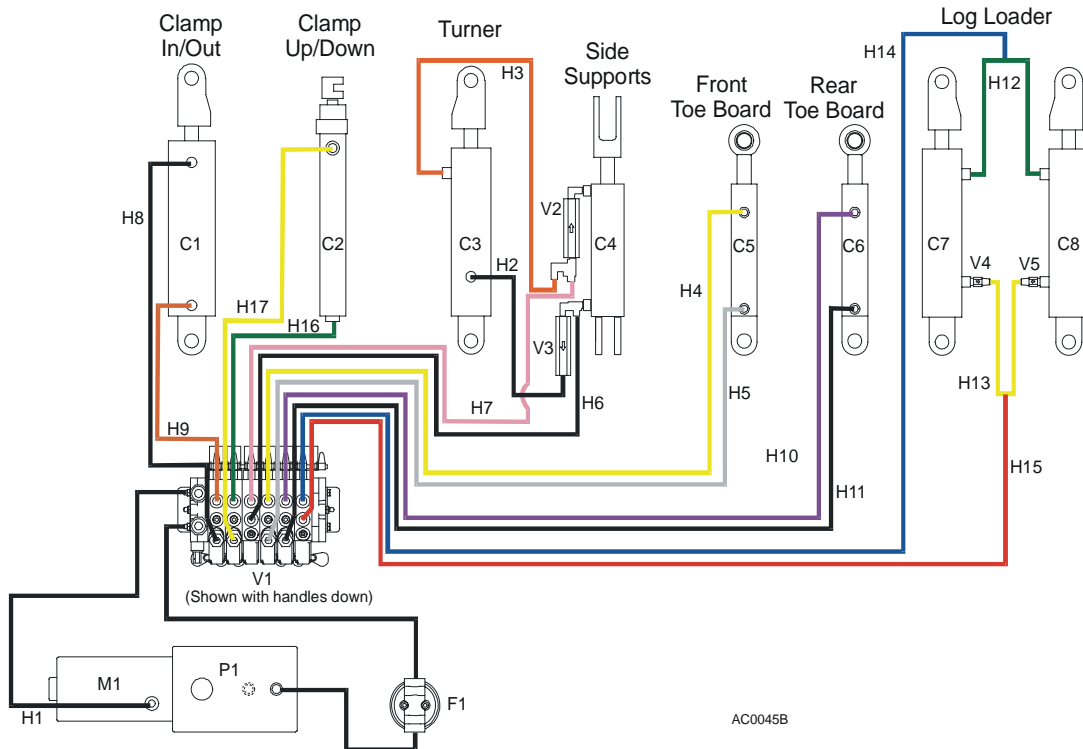 Clamp
In/Out
Clamp
Up/Down
Turner
Side
Supports
Front
Toe Board
Rear
Toe Board
Log Loader
H14
H3
H12
H8
V2
C1
C2
C3
C4
C5
C6
C7
C8
H2
V4
V5
H4
H17
H16
V3
H13
H5
H7
H6
H9
H10
H15
H11
V1
(Shown with handles down)
P1
M1
F1
H1
AC0045B